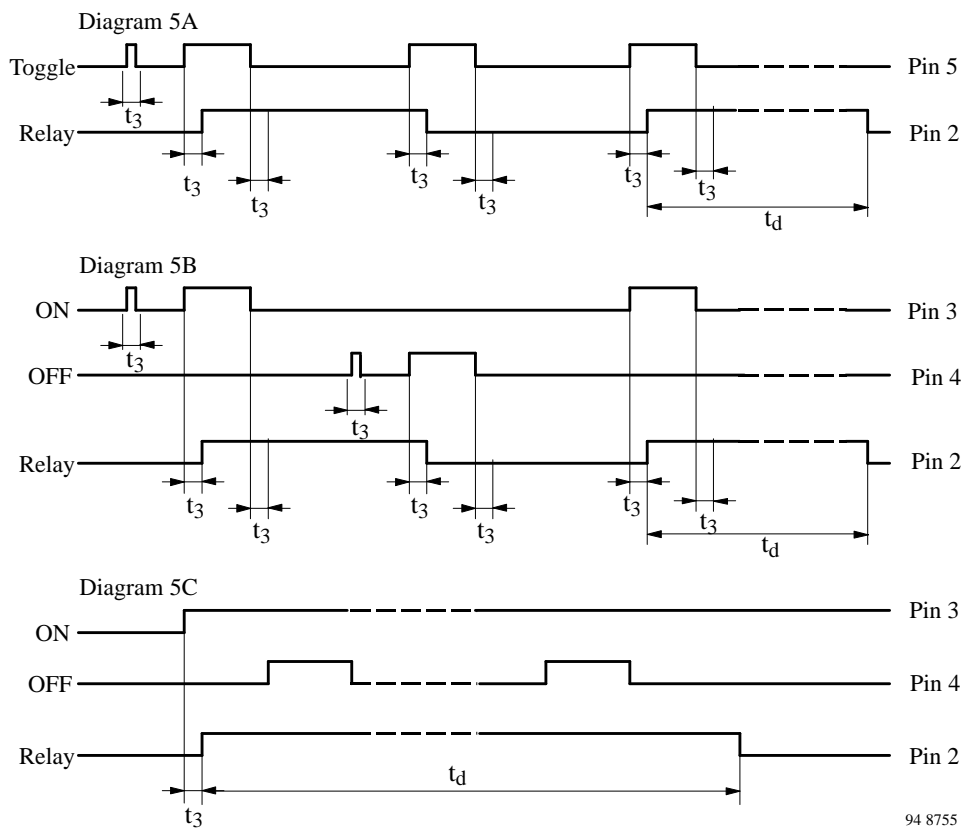 Diagram 5A
Toggle Pin 5
t3
Relay Pin 2
t3 t3 t3 t3 t3 t3
td
Diagram 5B
ON Pin 3
t3
OFF Pin 4
t3
Relay Pin 2
t3 t3 t3 t3 t3 t3
td
Diagram 5C
ON Pin 3
OFF Pin 4
Relay Pin 2
td
t3
94 8755